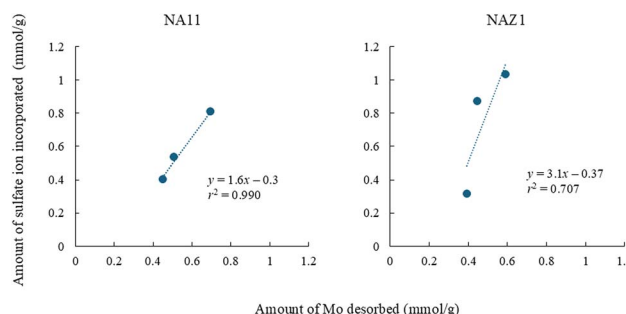 NA11
NAZ1
Amount of sulfate ion incorporated (mmol/g)
1.2
1
0.8
0.6
0.4
0.2
0
0 0.2 0.4 0.6 0.8 1 1.2
y = 1.6x – 0.3
r² = 0.990
1.2
1
0.8
0.6
0.4
0.2
0
0 0.2 0.4 0.6 0.8 1 1.
y = 3.1x – 0.37
r² = 0.707
Amount of Mo desorbed (mmol/g)